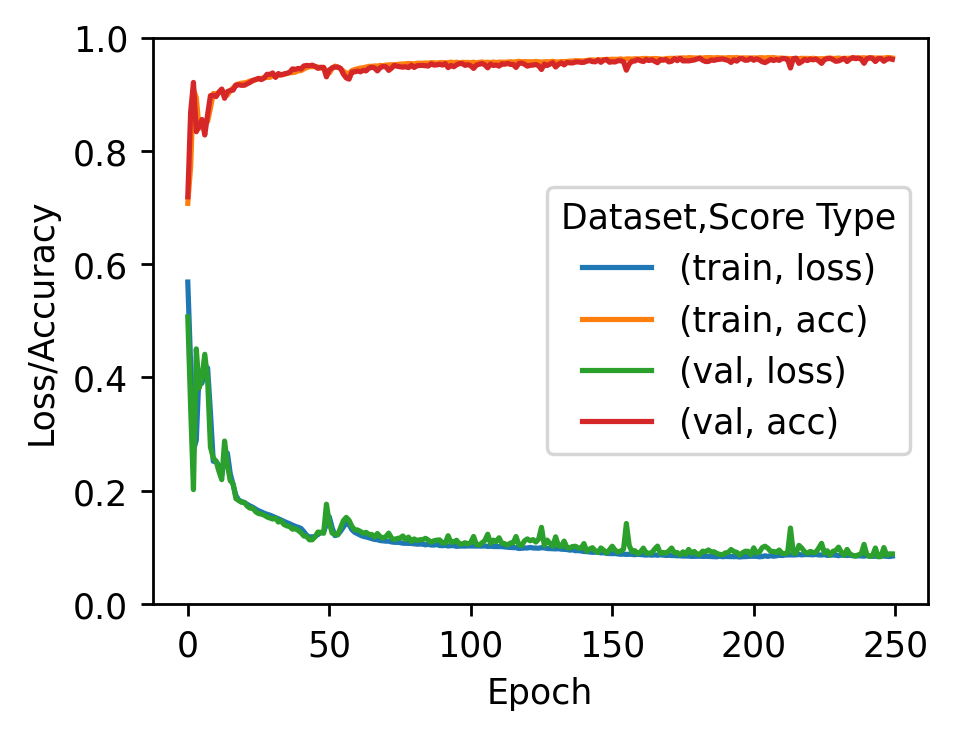 1.0
0.8
0.6
0.4
0.2
0.0
Loss/Accuracy
Dataset,Score Type
(train, loss)
(train, acc)
(val, loss)
(val, acc)
0 50 100 150 200 250
Epoch